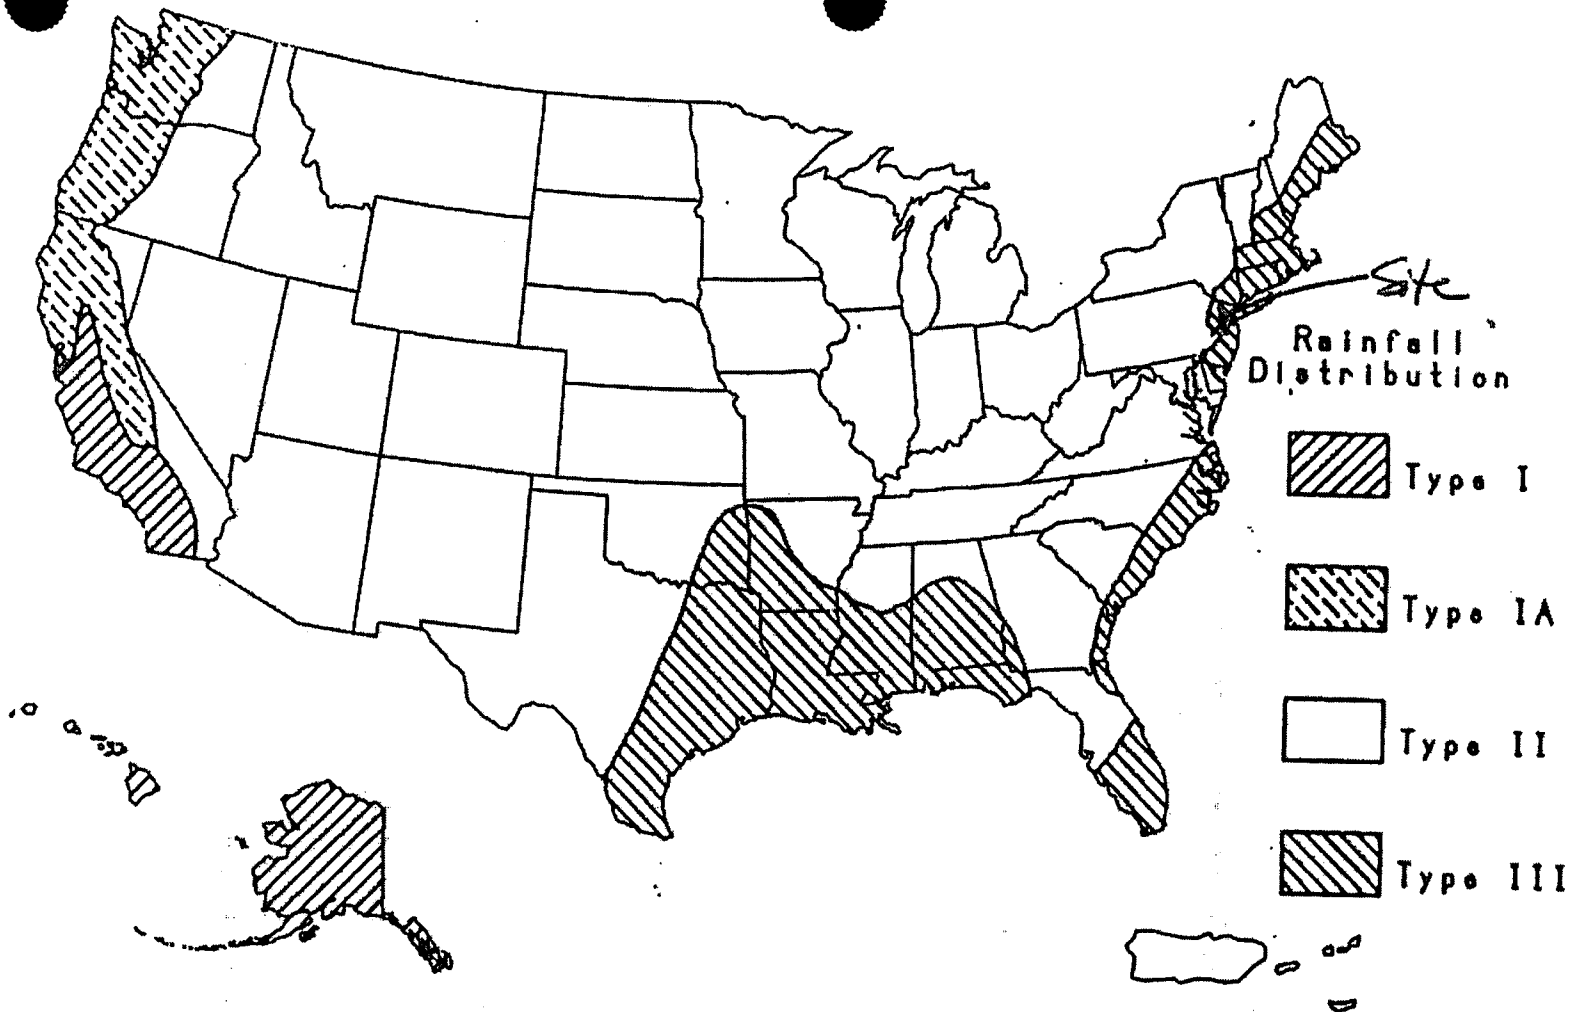 Site
Rainfall
Distribution
Type I
Type IA
Type II
Type III